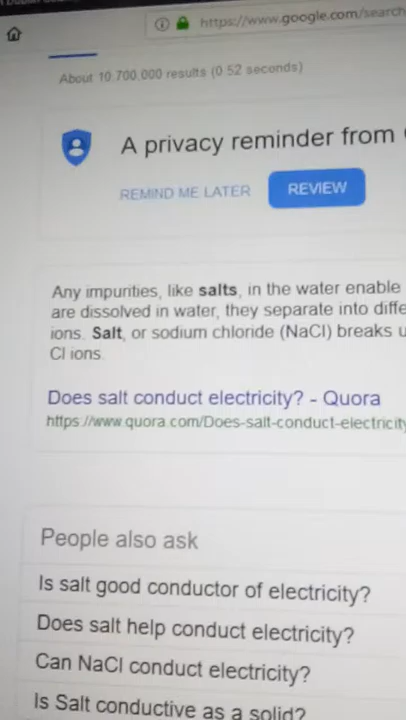 https://www.google.com/search
About 10,700,000 results (0.52 seconds)
A privacy reminder from
REMIND ME LATER
REVIEW
Any impurities, like salts, in the water enable
are dissolved in water, they separate into diffe
ions. Salt, or sodium chloride (NaCl) breaks u
Cl ions.
Does salt conduct electricity? - Quora
https://www.quora.com/Does-salt-conduct-electricity
People also ask
Is salt good conductor of electricity?
Does salt help conduct electricity?
Can NaCl conduct electricity?
Is Salt conductive as a solid?